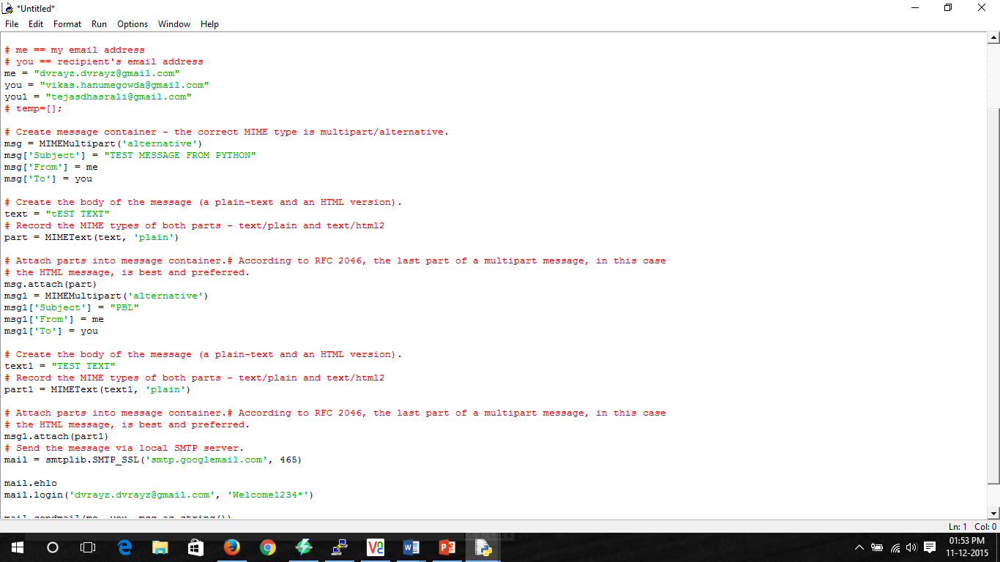 *Untitled*
File Edit Format Run Options Window Help
# me == my email address
# you == recipient's email address
me = "dvrayz.dvrayz@gmail.com"
you = "vikas.hanumegowda@gmail.com"
you1 = "tejasdhasrali@gmail.com"
# temp=[];
# Create message container - the correct MIME type is multipart/alternative.
msg = MIMEMultipart('alternative')
msg['Subject'] = "TEST MESSAGE FROM PYTHON"
msg['From'] = me
msg['To'] = you
# Create the body of the message (a plain-text and an HTML version).
text = "tEST TEXT"
# Record the MIME types of both parts - text/plain and text/html2
part = MIMEText(text, 'plain')
# Attach parts into message container.# According to RFC 2046, the last part of a multipart message, in this case
# the HTML message, is best and preferred.
msg.attach(part)
msg1 = MIMEMultipart('alternative')
msg1['Subject'] = "PBL"
msg1['From'] = me
msg1['To'] = you
# Create the body of the message (a plain-text and an HTML version).
text1 = "TEST TEXT"
# Record the MIME types of both parts - text/plain and text/html2
part1 = MIMEText(text1, 'plain')
# Attach parts into message container.# According to RFC 2046, the last part of a multipart message, in this case
# the HTML message, is best and preferred.
msg1.attach(part1)
# Send the message via local SMTP server.
mail = smtplib.SMTP_SSL('smtp.googlemail.com', 465)
mail.ehlo
mail.login('dvrayz.dvrayz@gmail.com', 'Welcome1234*')
mail.sendmail(me, you, msg.as_string())
Ln: 1 Col: 0
Ln: 3 Col: 4
01:53 PM
11-12-2015